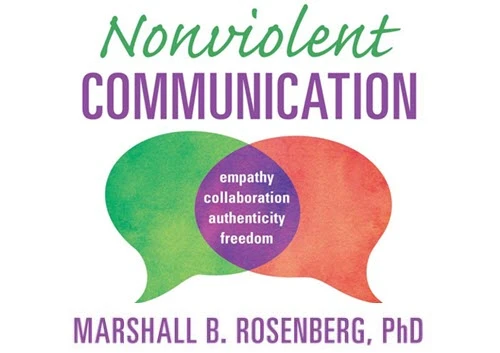 Nonviolent
COMMUNICATION
empathy
collaboration
authenticity
freedom
MARSHALL B. ROSENBERG, PhD